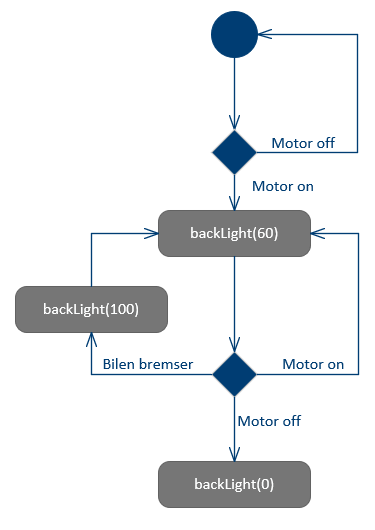 Motor off
Motor on
backLight(60)
backLight(100)
Bilen bremser
Motor on
Motor off
backLight(0)